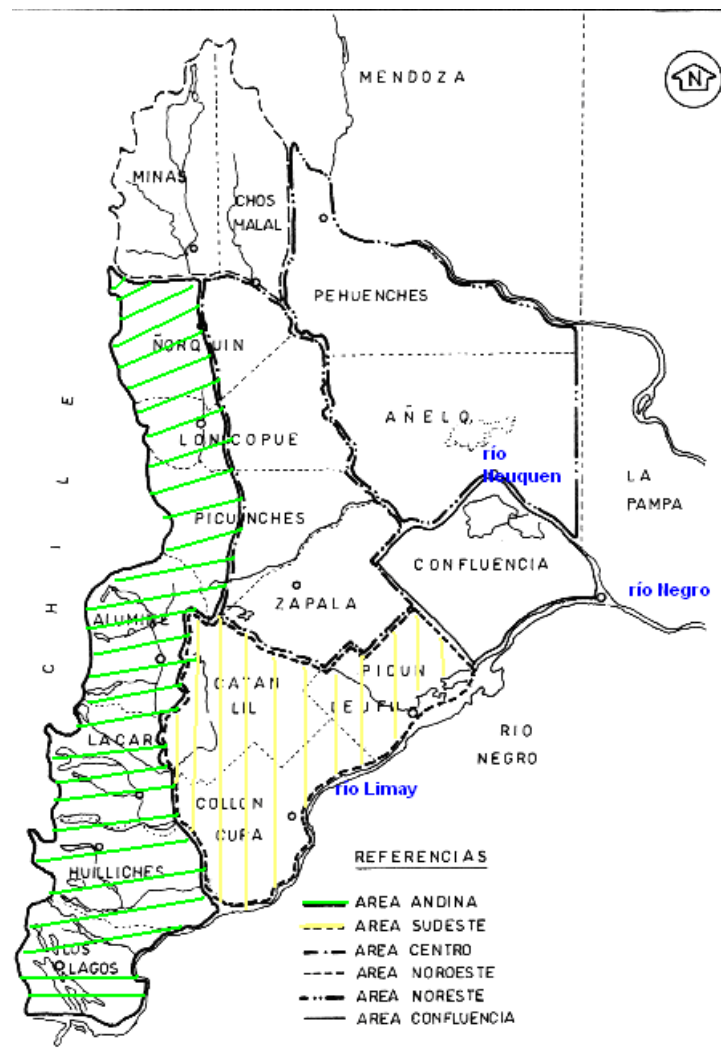 MENDOZA
N
MINAS
CHOS
MALAL
PEHUENCHES
ÑORQUIN
AÑELO
LONCOPUE
río
Neuquen
LA
PAMPA
CHILE
PICUNCHES
CONFLUENCIA
río Negro
ZAPALA
ALUMINE
PICUN
LEUFU
CATAN
LIL
LACAR
RIO
NEGRO
río Limay
COLLON
CURA
HUILLICHES
LOS
LAGOS
REFERENCIAS
AREA ANDINA
AREA SUDESTE
AREA CENTRO
AREA NOROESTE
AREA NORESTE
AREA CONFLUENCIA